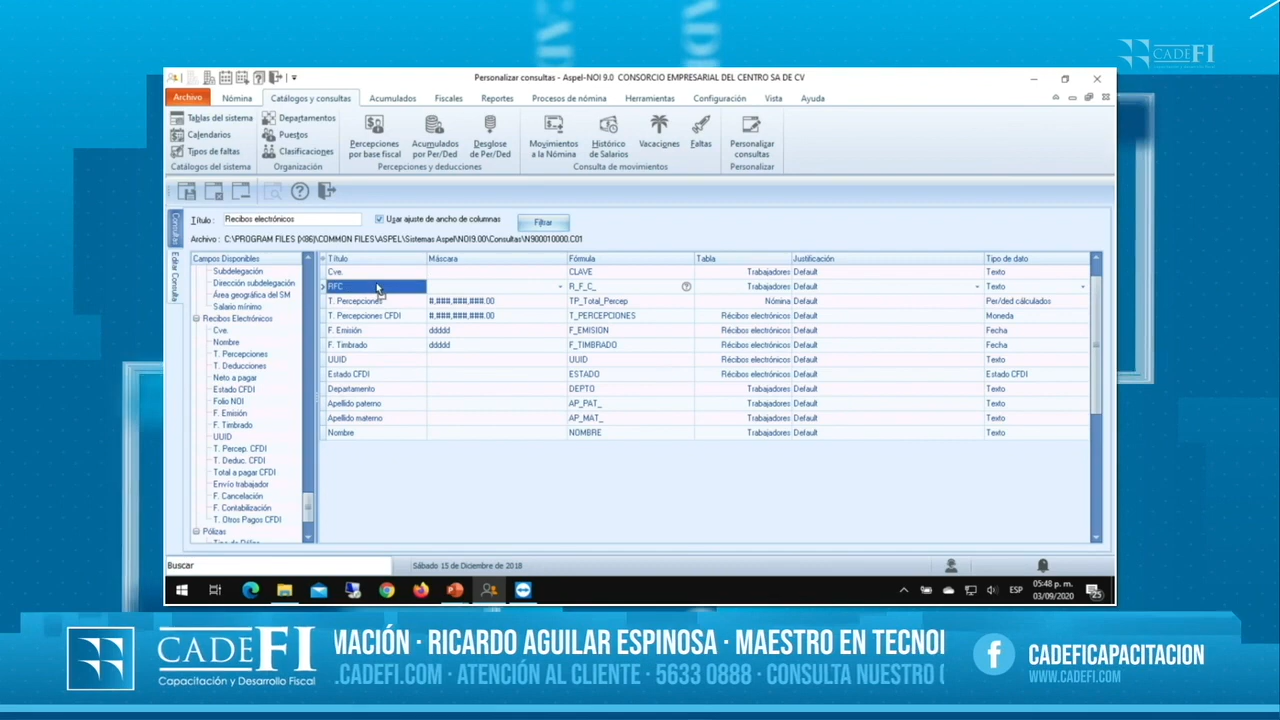 CADEFI
Personalizar consultas - Aspel-NOI 9.0 CONSORCIO EMPRESARIAL DEL CENTRO SA DE CV
Archivo Nómina Catálogos y consultas Acumulados Fiscales Reportes Procesos de nómina Herramientas Configuración Vista Ayuda
Tablas del sistema
Calendarios
Tipos de faltas
Catálogos del sistema
Departamentos
Puestos
Clasificaciones
Organización
Percepciones por base fiscal
Acumulados por Per/Ded
Desglose de Per/Ded
Percepciones y deducciones
Movimientos a la Nómina
Histórico de Salarios
Vacaciones
Faltas
Consulta de movimientos
Personalizar consultas
Personalizar
Consultas
Editar Consulta
Título: Recibos electrónicos Usar ajuste de ancho de columnas Filtrar
Archivo: C:\PROGRAM FILES (X86)\COMMON FILES\ASPEL\Sistemas Aspel\NOI9.00\Consultas\N900010000.C01
Campos Disponibles
Subdelegación
Dirección subdelegación
Área geográfica del SM
Salario mínimo
Recibos Electrónicos
Cve.
Nombre
T. Percepciones
T. Deducciones
Neto a pagar
Estado CFDI
Folio NOI
F. Emisión
F. Timbrado
UUID
T. Percep. CFDI
T. Deduc. CFDI
Total a pagar CFDI
Envío trabajador
F. Cancelación
F. Contabilización
T. Otros Pagos CFDI
Pólizas
Título Máscara Fórmula Tabla Justificación Tipo de dato
Cve. CLAVE Trabajadores Default Texto
RFC R_F_C_ Trabajadores Default Texto
T. Percepciones #,###,###,###.00 TP_Total_Percep Nómina Default Per/ded cálculados
T. Percepciones CFDI #,###,###,###.00 T_PERCEPCIONES Récibos electrónicos Default Moneda
F. Emisión ddddd F_EMISION Récibos electrónicos Default Fecha
F. Timbrado ddddd F_TIMBRADO Récibos electrónicos Default Fecha
UUID UUID Récibos electrónicos Default Texto
Estado CFDI ESTADO Récibos electrónicos Default Estado CFDI
Departamento DEPTO Trabajadores Default Texto
Apellido paterno AP_PAT_ Trabajadores Default Texto
Apellido materno AP_MAT_ Trabajadores Default Texto
Nombre NOMBRE Trabajadores Default Texto
Buscar Sábado 15 de Diciembre de 2018
ESP 05:48 p. m.
03/09/2020
25
CADEFI
Capacitación y Desarrollo Fiscal
MACIÓN · RICARDO AGUILAR ESPINOSA · MAESTRO EN TECNOL
.CADEFI.COM · ATENCIÓN AL CLIENTE · 5633 0888 · CONSULTA NUESTRO
CADEFICAPACITACION
WWW.CADEFI.COM